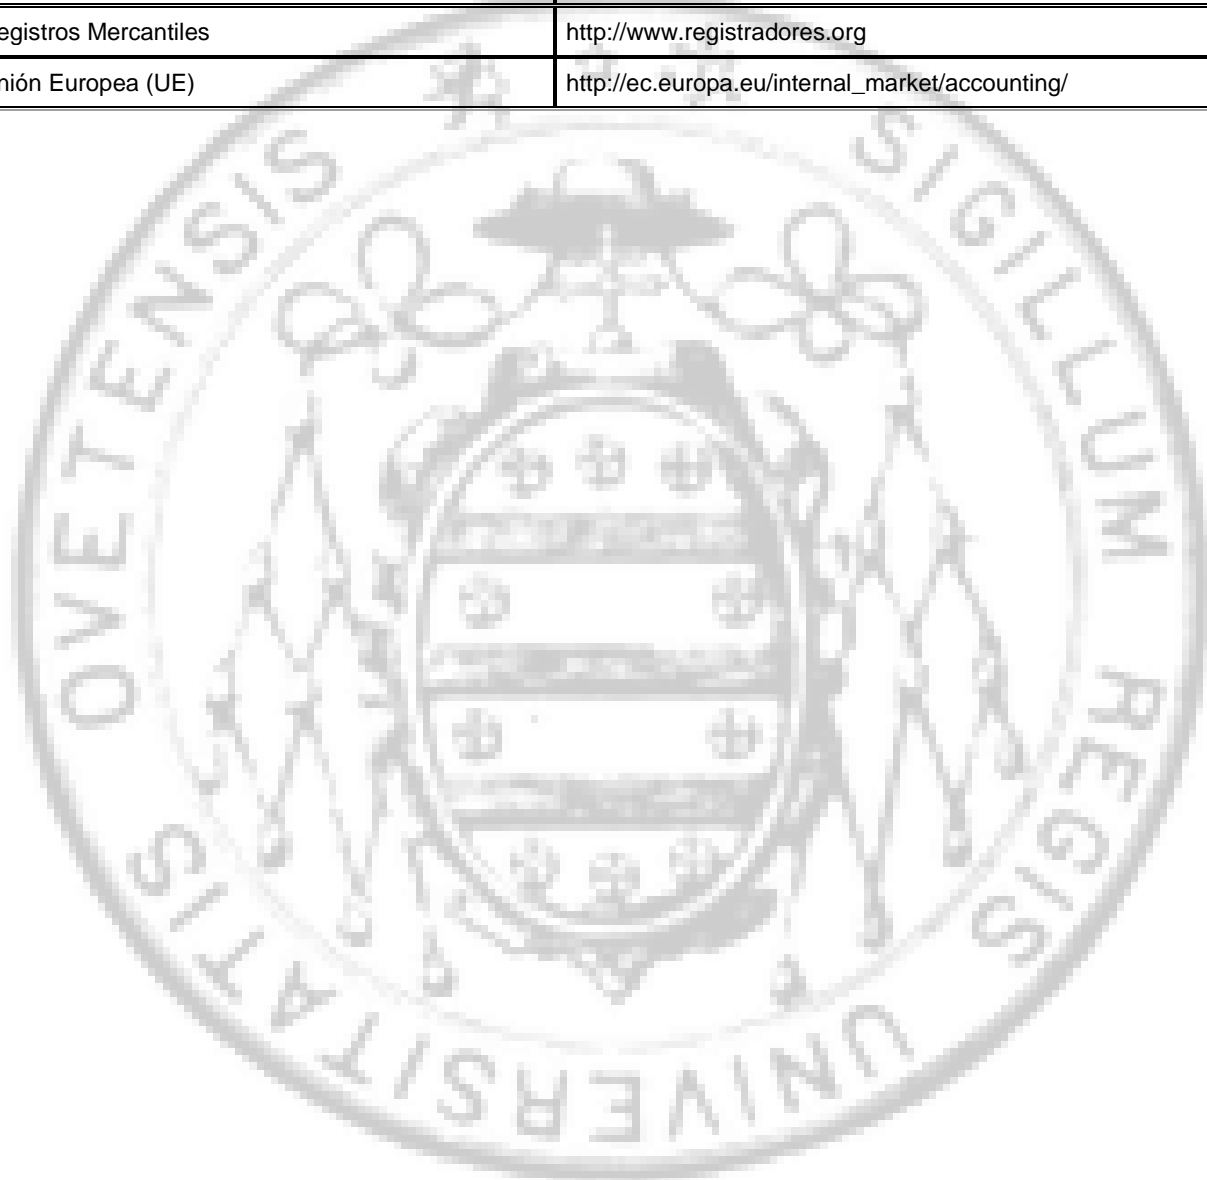 egistros Mercantiles http://www.registradores.org
nión Europea (UE) http://ec.europa.eu/internal_market/accounting/
SIGILLUM REGIS UNIVERSITATIS OVETENSIS